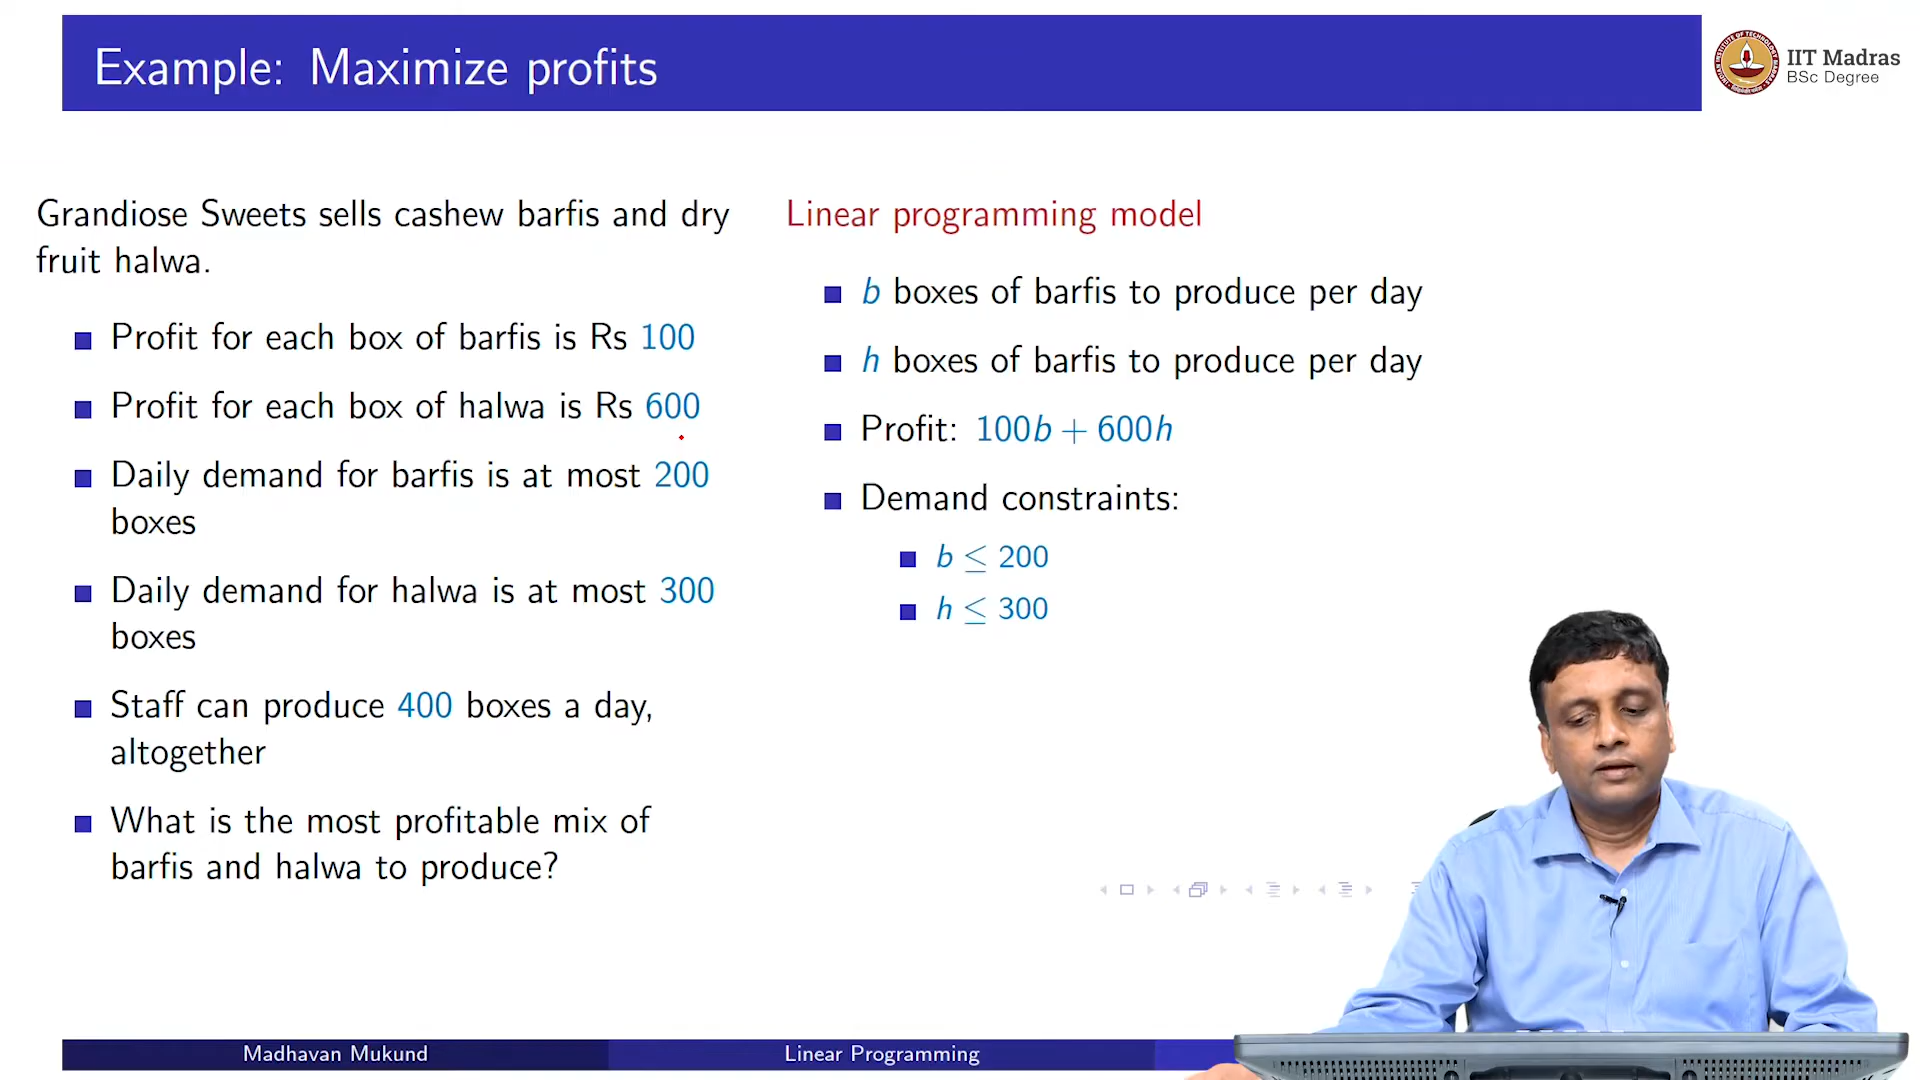 Example: Maximize profits
IIT Madras
BSc Degree
Grandiose Sweets sells cashew barfis and dry
fruit halwa.
Profit for each box of barfis is Rs 100
Profit for each box of halwa is Rs 600
Daily demand for barfis is at most 200
boxes
Daily demand for halwa is at most 300
boxes
Staff can produce 400 boxes a day,
altogether
What is the most profitable mix of
barfis and halwa to produce?
Linear programming model
b boxes of barfis to produce per day
h boxes of barfis to produce per day
Profit: 100b + 600h
Demand constraints:
b ≤ 200
h ≤ 300
Madhavan Mukund
Linear Programming